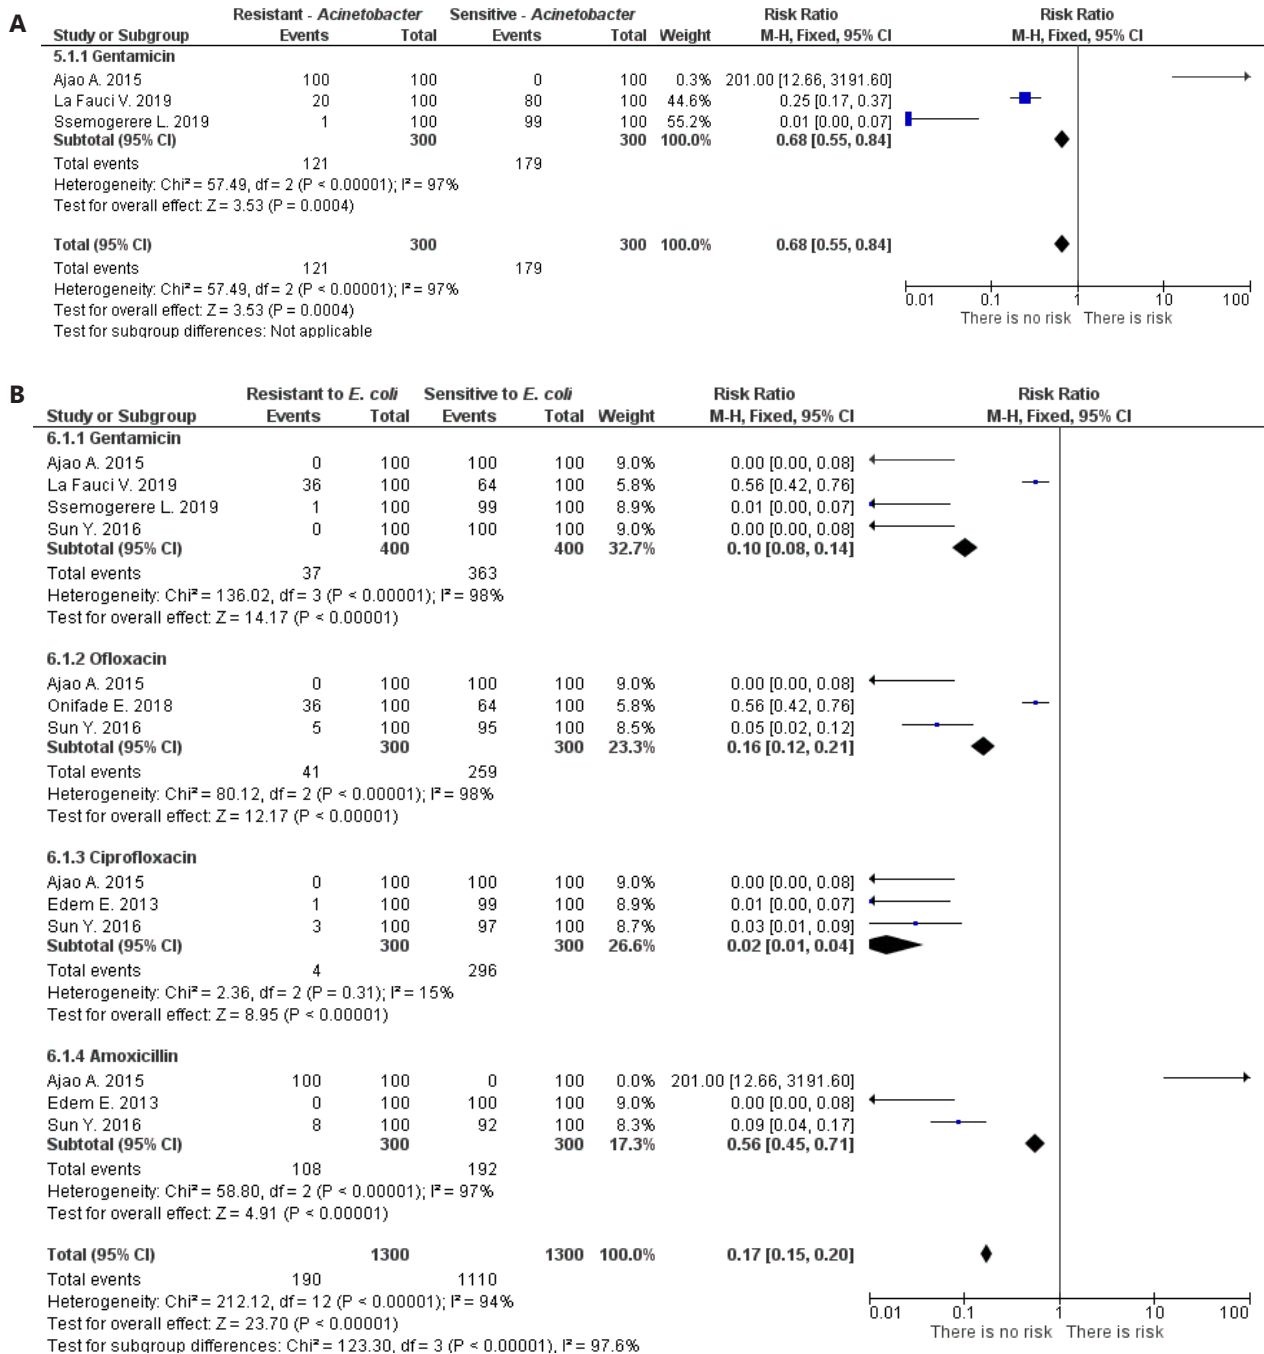 A
Resistant - Acinetobacter Sensitive - Acinetobacter Risk Ratio Risk Ratio
Study or Subgroup Events Total Events Total Weight M-H, Fixed, 95% CI M-H, Fixed, 95% CI
5.1.1 Gentamicin
Ajao A. 2015 100 100 0 100 0.3% 201.00 [12.66, 3191.60]
La Fauci V. 2019 20 100 80 100 44.6% 0.25 [0.17, 0.37]
Ssemogerere L. 2019 1 100 99 100 55.2% 0.01 [0.00, 0.07]
Subtotal (95% CI) 300 300 100.0% 0.68 [0.55, 0.84]
Total events 121 179
Heterogeneity: Chi² = 57.49, df = 2 (P < 0.00001); I² = 97%
Test for overall effect: Z = 3.53 (P = 0.0004)
Total (95% CI) 300 300 100.0% 0.68 [0.55, 0.84]
Total events 121 179
Heterogeneity: Chi² = 57.49, df = 2 (P < 0.00001); I² = 97%
Test for overall effect: Z = 3.53 (P = 0.0004)
Test for subgroup differences: Not applicable
0.01 0.1 1 10 100
There is no risk There is risk
B
Resistant to E. coli Sensitive to E. coli Risk Ratio Risk Ratio
Study or Subgroup Events Total Events Total Weight M-H, Fixed, 95% CI M-H, Fixed, 95% CI
6.1.1 Gentamicin
Ajao A. 2015 0 100 100 100 9.0% 0.00 [0.00, 0.08]
La Fauci V. 2019 36 100 64 100 5.8% 0.56 [0.42, 0.76]
Ssemogerere L. 2019 1 100 99 100 8.9% 0.01 [0.00, 0.07]
Sun Y. 2016 0 100 100 100 9.0% 0.00 [0.00, 0.08]
Subtotal (95% CI) 400 400 32.7% 0.10 [0.08, 0.14]
Total events 37 363
Heterogeneity: Chi² = 136.02, df = 3 (P < 0.00001); I² = 98%
Test for overall effect: Z = 14.17 (P < 0.00001)
6.1.2 Ofloxacin
Ajao A. 2015 0 100 100 100 9.0% 0.00 [0.00, 0.08]
Onifade E. 2018 36 100 64 100 5.8% 0.56 [0.42, 0.76]
Sun Y. 2016 5 100 95 100 8.5% 0.05 [0.02, 0.12]
Subtotal (95% CI) 300 300 23.3% 0.16 [0.12, 0.21]
Total events 41 259
Heterogeneity: Chi² = 80.12, df = 2 (P < 0.00001); I² = 98%
Test for overall effect: Z = 12.17 (P < 0.00001)
6.1.3 Ciprofloxacin
Ajao A. 2015 0 100 100 100 9.0% 0.00 [0.00, 0.08]
Edem E. 2013 1 100 99 100 8.9% 0.01 [0.00, 0.07]
Sun Y. 2016 3 100 97 100 8.7% 0.03 [0.01, 0.09]
Subtotal (95% CI) 300 300 26.6% 0.02 [0.01, 0.04]
Total events 4 296
Heterogeneity: Chi² = 2.36, df = 2 (P = 0.31); I² = 15%
Test for overall effect: Z = 8.95 (P < 0.00001)
6.1.4 Amoxicillin
Ajao A. 2015 100 100 0 100 0.0% 201.00 [12.66, 3191.60]
Edem E. 2013 0 100 100 100 9.0% 0.00 [0.00, 0.08]
Sun Y. 2016 8 100 92 100 8.3% 0.09 [0.04, 0.17]
Subtotal (95% CI) 300 300 17.3% 0.56 [0.45, 0.71]
Total events 108 192
Heterogeneity: Chi² = 58.80, df = 2 (P < 0.00001); I² = 97%
Test for overall effect: Z = 4.91 (P < 0.00001)
Total (95% CI) 1300 1300 100.0% 0.17 [0.15, 0.20]
Total events 190 1110
Heterogeneity: Chi² = 212.12, df = 12 (P < 0.00001); I² = 94%
Test for overall effect: Z = 23.70 (P < 0.00001)
Test for subgroup differences: Chi² = 123.30, df = 3 (P < 0.00001), I² = 97.6%
0.01 0.1 1 10 100
There is no risk There is risk